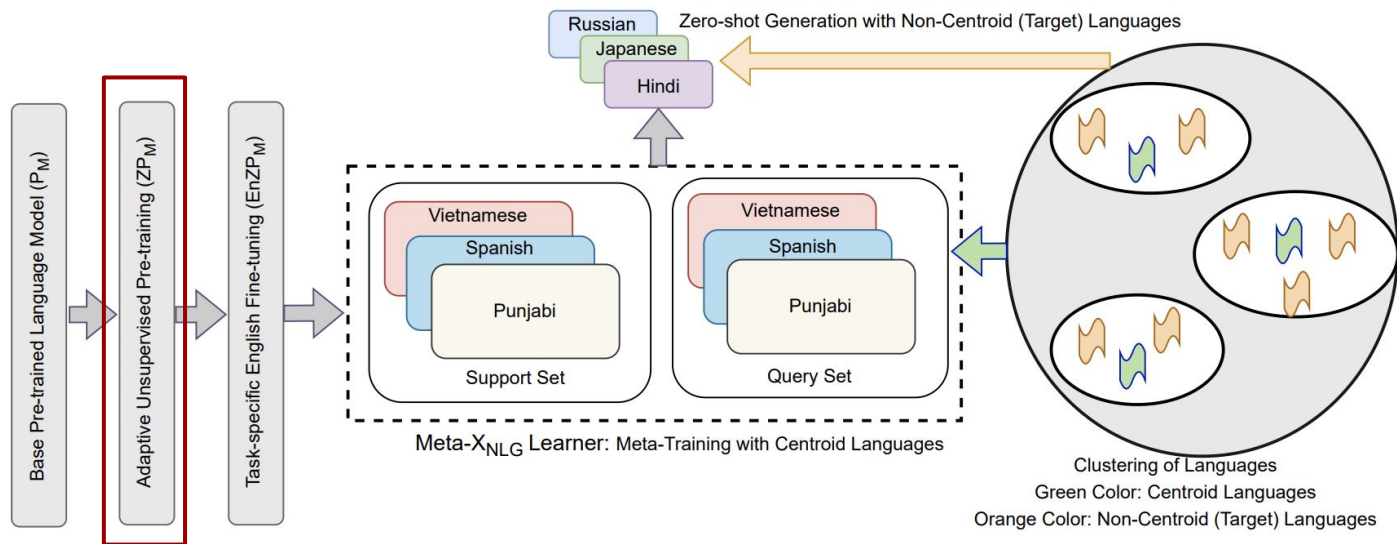 Base Pre-trained Language Model (PM)
Adaptive Unsupervised Pre-training (ZPM)
Task-specific English Fine-tuning (EnZPM)
Russian
Japanese
Hindi
Zero-shot Generation with Non-Centroid (Target) Languages
Vietnamese
Spanish
Punjabi
Support Set
Vietnamese
Spanish
Punjabi
Query Set
Meta-XNLG Learner: Meta-Training with Centroid Languages
Clustering of Languages
Green Color: Centroid Languages
Orange Color: Non-Centroid (Target) Languages